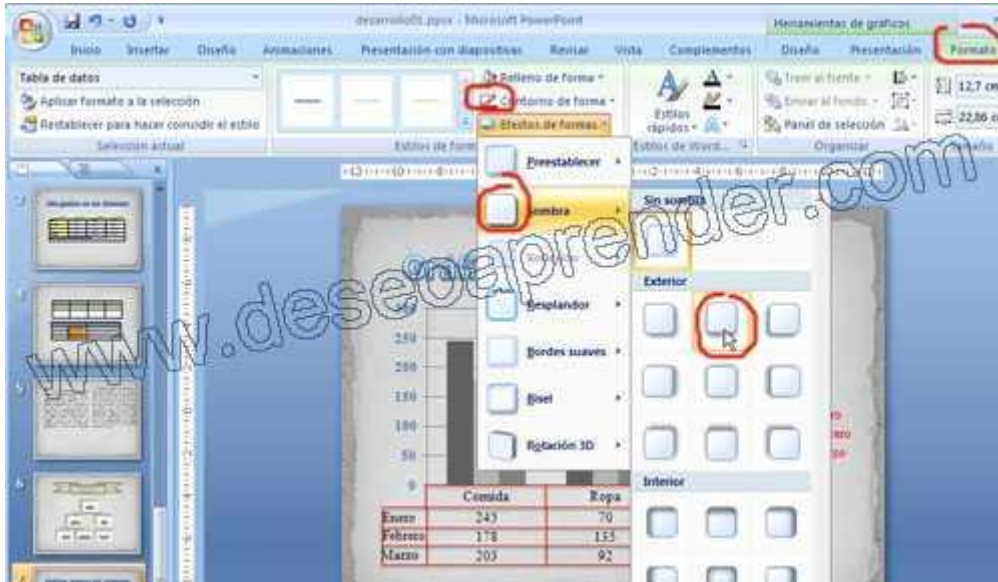 desarrollo01.pptx - Microsoft PowerPoint
Herramientas de gráficos
Inicio Insertar Diseño Animaciones Presentación con diapositivas Revisar Vista Complementos Diseño Presentación Formato
Tabla de datos
Aplicar formato a la selección
Restablecer para hacer coincidir el estilo
Selección actual
Relleno de forma
Contorno de forma
Efectos de formas
Estilos de form
Estilos rápidos
Estilos de Word...
Traer al frente
Enviar al fondo
Panel de selección
Organizar
12,7 cm
22,86 c
Tamaño
Preestablecer
Sombra
Resplandor
Bordes suaves
Bisel
Rotación 3D
Sin sombra
Exterior
Interior
www.deseoaprender.com
250
200
150
100
50
0
Comida Ropa
Enero 245 70
Febrero 178 135
Marzo 203 92